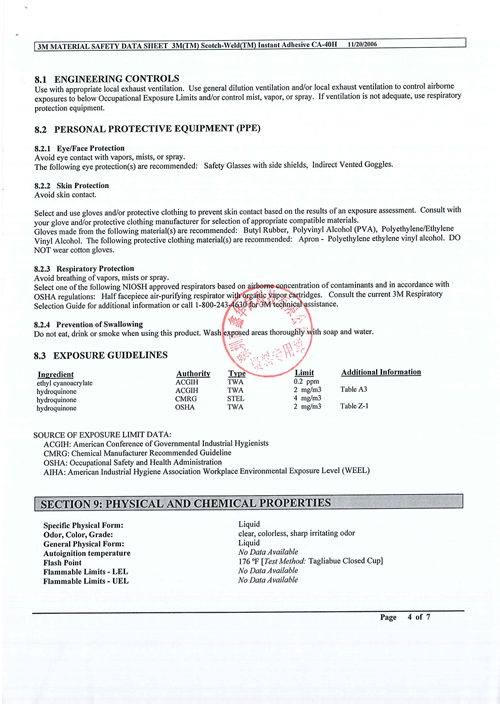 3M MATERIAL SAFETY DATA SHEET 3M(TM) Scotch-Weld(TM) Instant Adhesive CA-40H 11/20/2006
8.1 ENGINEERING CONTROLS
Use with appropriate local exhaust ventilation. Use general dilution ventilation and/or local exhaust ventilation to control airborne
exposures to below Occupational Exposure Limits and/or control mist, vapor, or spray. If ventilation is not adequate, use respiratory
protection equipment.
8.2 PERSONAL PROTECTIVE EQUIPMENT (PPE)
8.2.1 Eye/Face Protection
Avoid eye contact with vapors, mists, or spray.
The following eye protection(s) are recommended: Safety Glasses with side shields, Indirect Vented Goggles.
8.2.2 Skin Protection
Avoid skin contact.
Select and use gloves and/or protective clothing to prevent skin contact based on the results of an exposure assessment. Consult with
your glove and/or protective clothing manufacturer for selection of appropriate compatible materials.
Gloves made from the following material(s) are recommended: Butyl Rubber, Polyvinyl Alcohol (PVA), Polyethylene/Ethylene
Vinyl Alcohol. The following protective clothing material(s) are recommended: Apron - Polyethylene ethylene vinyl alcohol. DO
NOT wear cotton gloves.
8.2.3 Respiratory Protection
Avoid breathing of vapors, mists or spray.
Select one of the following NIOSH approved respirators based on airborne concentration of contaminants and in accordance with
OSHA regulations: Half facepiece air-purifying respirator with organic vapor cartridges. Consult the current 3M Respiratory
Selection Guide for additional information or call 1-800-243-4630 for 3M technical assistance.
8.2.4 Prevention of Swallowing
Do not eat, drink or smoke when using this product. Wash exposed areas thoroughly with soap and water.
8.3 EXPOSURE GUIDELINES
Ingredient Authority Type Limit Additional Information
ethyl cyanoacrylate ACGIH TWA 0.2 ppm
hydroquinone ACGIH TWA 2 mg/m3 Table A3
hydroquinone CMRG STEL 4 mg/m3
hydroquinone OSHA TWA 2 mg/m3 Table Z-1
SOURCE OF EXPOSURE LIMIT DATA:
ACGIH: American Conference of Governmental Industrial Hygienists
CMRG: Chemical Manufacturer Recommended Guideline
OSHA: Occupational Safety and Health Administration
AIHA: American Industrial Hygiene Association Workplace Environmental Exposure Level (WEEL)
SECTION 9: PHYSICAL AND CHEMICAL PROPERTIES
Specific Physical Form: Liquid
Odor, Color, Grade: clear, colorless, sharp irritating odor
General Physical Form: Liquid
Autoignition temperature No Data Available
Flash Point 176 ºF [Test Method: Tagliabue Closed Cup]
Flammable Limits - LEL No Data Available
Flammable Limits - UEL No Data Available
Page 4 of 7